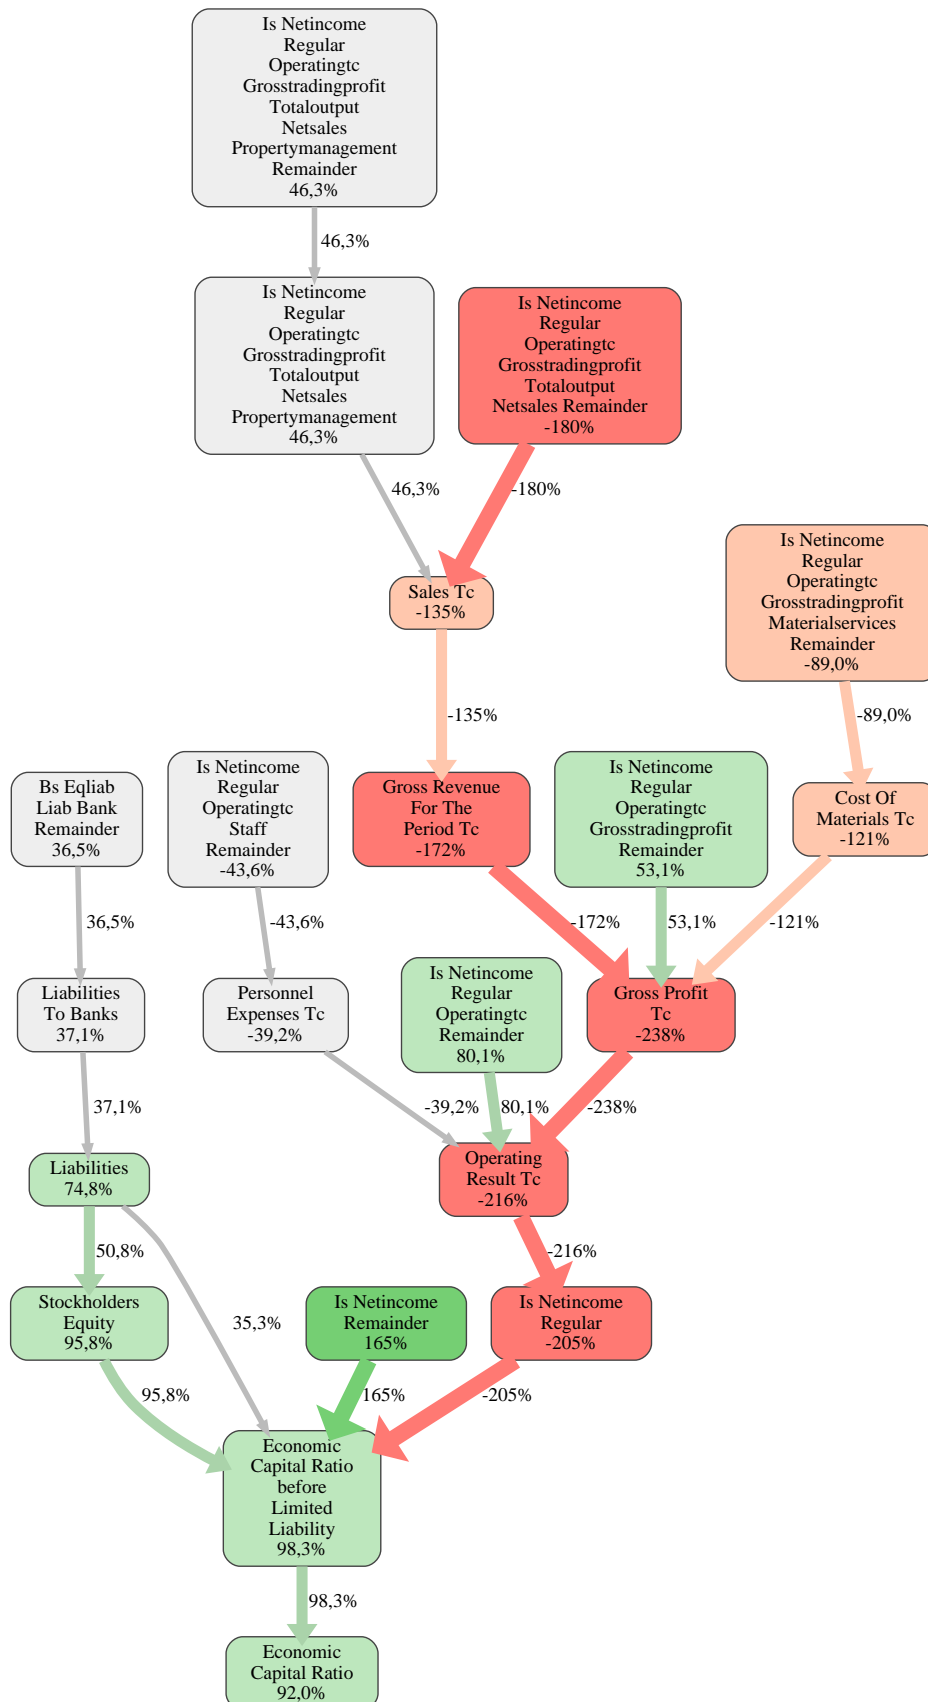 Is Netincome
Regular
Operatingtc
Grosstradingprofit
Totaloutput
Netsales
Propertymanagement
Remainder
46,3%
46,3%
Is Netincome
Regular
Operatingtc
Grosstradingprofit
Totaloutput
Netsales
Propertymanagement
46,3%
Is Netincome
Regular
Operatingtc
Grosstradingprofit
Totaloutput
Netsales Remainder
-180%
46,3%
-180%
Is Netincome
Regular
Operatingtc
Grosstradingprofit
Materialservices
Remainder
-89,0%
Sales Tc
-135%
-135%
-89,0%
Bs Eqliab
Liab Bank
Remainder
36,5%
Is Netincome
Regular
Operatingtc
Staff
Remainder
-43,6%
Gross Revenue
For The
Period Tc
-172%
Is Netincome
Regular
Operatingtc
Grosstradingprofit
Remainder
53,1%
Cost Of
Materials Tc
-121%
36,5%
-43,6%
-172%
53,1%
-121%
Liabilities
To Banks
37,1%
Personnel
Expenses Tc
-39,2%
Is Netincome
Regular
Operatingtc
Remainder
80,1%
Gross Profit
Tc
-238%
37,1%
-39,2%
80,1%
-238%
Liabilities
74,8%
Operating
Result Tc
-216%
50,8%
35,3%
-216%
Stockholders
Equity
95,8%
Is Netincome
Remainder
165%
Is Netincome
Regular
-205%
95,8%
165%
-205%
Economic
Capital Ratio
before
Limited
Liability
98,3%
98,3%
Economic
Capital Ratio
92,0%